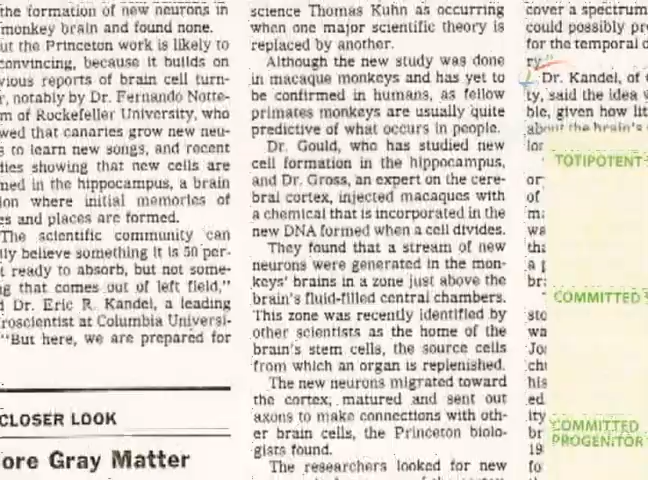 the formation of new neurons in
monkey brain and found none.
ut the Princeton work is likely to
convincing, because it builds on
vious reports of brain cell turn-
r, notably by Dr. Fernando Notte-
m of Rockefeller University, who
wed that canaries grow new neu-
s to learn new songs, and recent
dies showing that new cells are
med in the hippocampus, a brain
ion where initial memories of
es and places are formed.
The scientific community can
lly believe something it is 50 per-
t ready to absorb, but not some-
g that comes out of left field,"
d Dr. Eric R. Kandel, a leading
roscientist at Columbia Universi-
"But here, we are prepared for
CLOSER LOOK
ore Gray Matter
science Thomas Kuhn as occurring
when one major scientific theory is
replaced by another.
Although the new study was done
in macaque monkeys and has yet to
be confirmed in humans, as fellow
primates monkeys are usually quite
predictive of what occurs in people.
Dr. Gould, who has studied new
cell formation in the hippocampus,
and Dr. Gross, an expert on the cere-
bral cortex, injected macaques with
a chemical that is incorporated in the
new DNA formed when a cell divides.
They found that a stream of new
neurons were generated in the mon-
keys' brains in a zone just above the
brain's fluid-filled central chambers.
This zone was recently identified by
other scientists as the home of the
brain's stem cells, the source cells
from which an organ is replenished.
The new neurons migrated toward
the cortex, matured and sent out
axons to make connections with oth-
er brain cells, the Princeton biolo-
gists found.
The researchers looked for new
cover a spectrum
could possibly pr
for the temporal d
ry."
Dr. Kandel, of
ty, said the idea
ble, given how lit
about the brain's
TOTIPOTENT
COMMITTED
COMMITTED
PROGENITOR